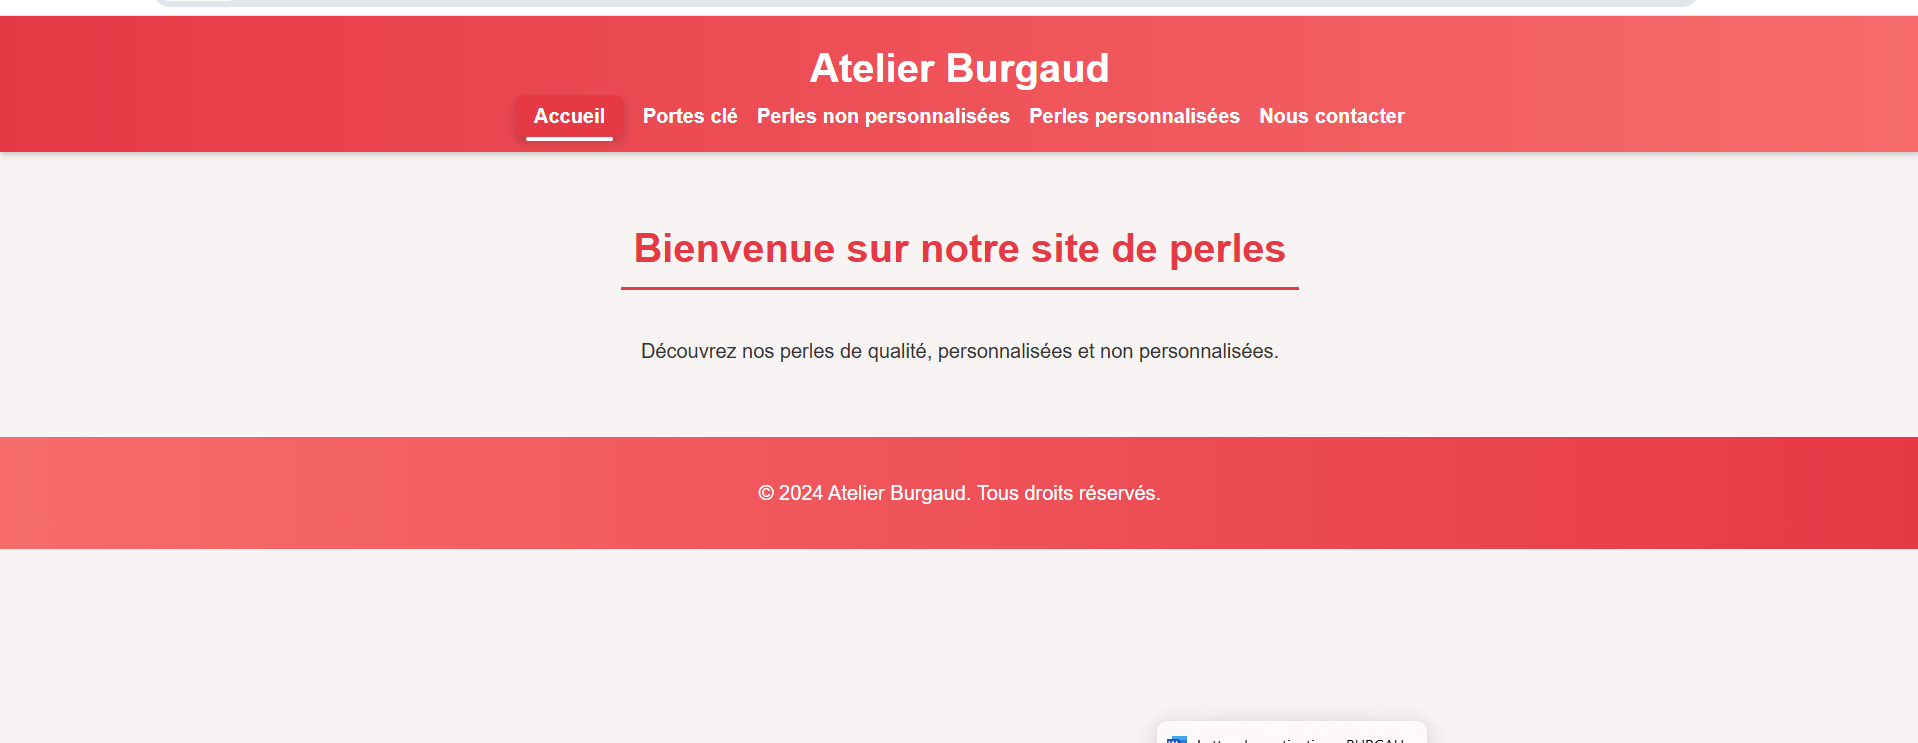 Atelier Burgaud
Accueil Portes clé Perles non personnalisées Perles personnalisées Nous contacter
Bienvenue sur notre site de perles
Découvrez nos perles de qualité, personnalisées et non personnalisées.
© 2024 Atelier Burgaud. Tous droits réservés.